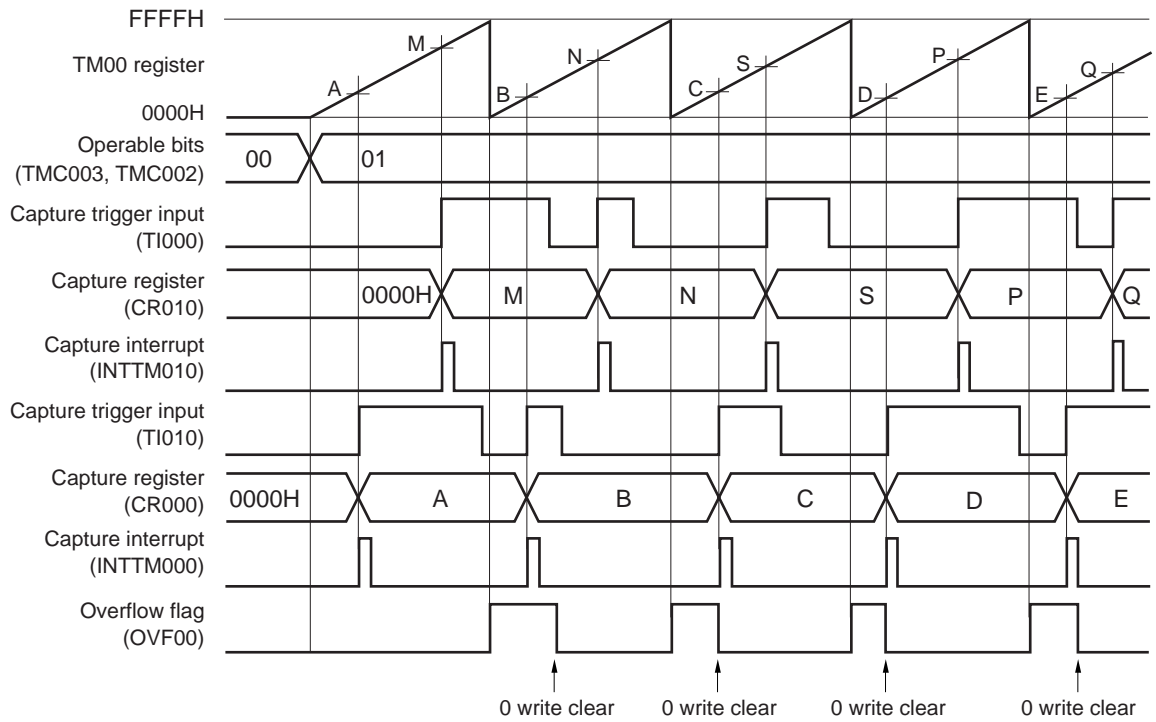 FFFFH
TM00 register
0000H
A M B N C S D P E Q
Operable bits
(TMC003, TMC002)
00 01
Capture trigger input
(TI000)
Capture register
(CR010)
0000H M N S P Q
Capture interrupt
(INTTM010)
Capture trigger input
(TI010)
Capture register
(CR000)
0000H A B C D E
Capture interrupt
(INTTM000)
Overflow flag
(OVF00)
0 write clear 0 write clear 0 write clear 0 write clear